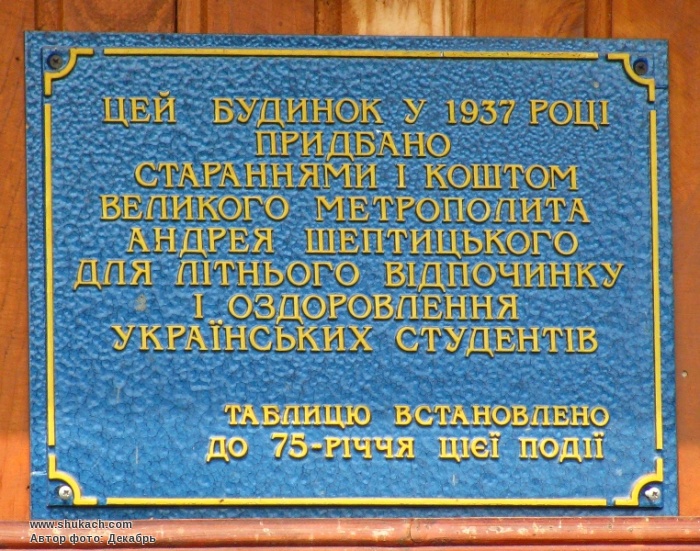 ЦЕЙ БУДИНОК У 1937 РОЦІ
ПРИДБАНО
СТАРАННЯМИ І КОШТОМ
ВЕЛИКОГО МЕТРОПОЛИТА
АНДРЕЯ ШЕПТИЦЬКОГО
ДЛЯ ЛІТНЬОГО ВІДПОЧИНКУ
І ОЗДОРОВЛЕННЯ
УКРАЇНСЬКИХ СТУДЕНТІВ
ТАБЛИЦЮ ВСТАНОВЛЕНО
ДО 75-РІЧЧЯ ЦІЄЇ ПОДІЇ
www.shukach.com
Автор фото: Декабрь